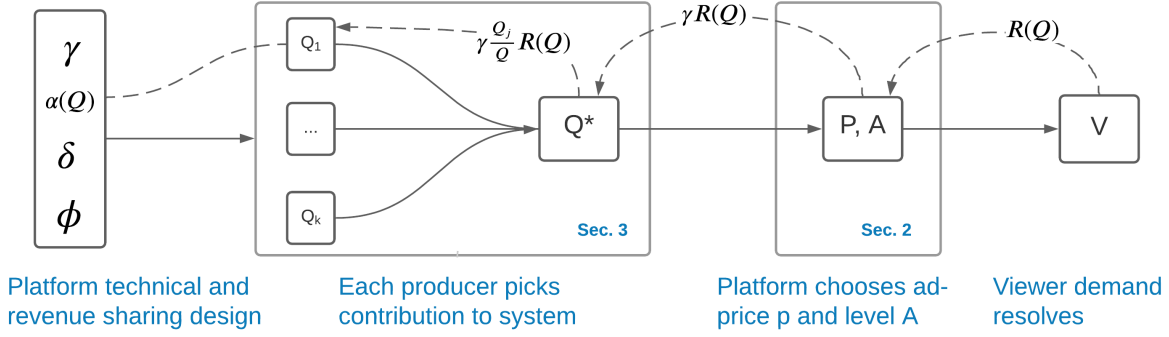 γ
α(Q)
δ
ϕ
Q₁
...
Qₖ
γ Qⱼ/Q R(Q)
Q*
Sec. 3
γR(Q)
P, A
Sec. 2
R(Q)
V
Platform technical and
revenue sharing design
Each producer picks
contribution to system
Platform chooses ad-
price p and level A
Viewer demand
resolves